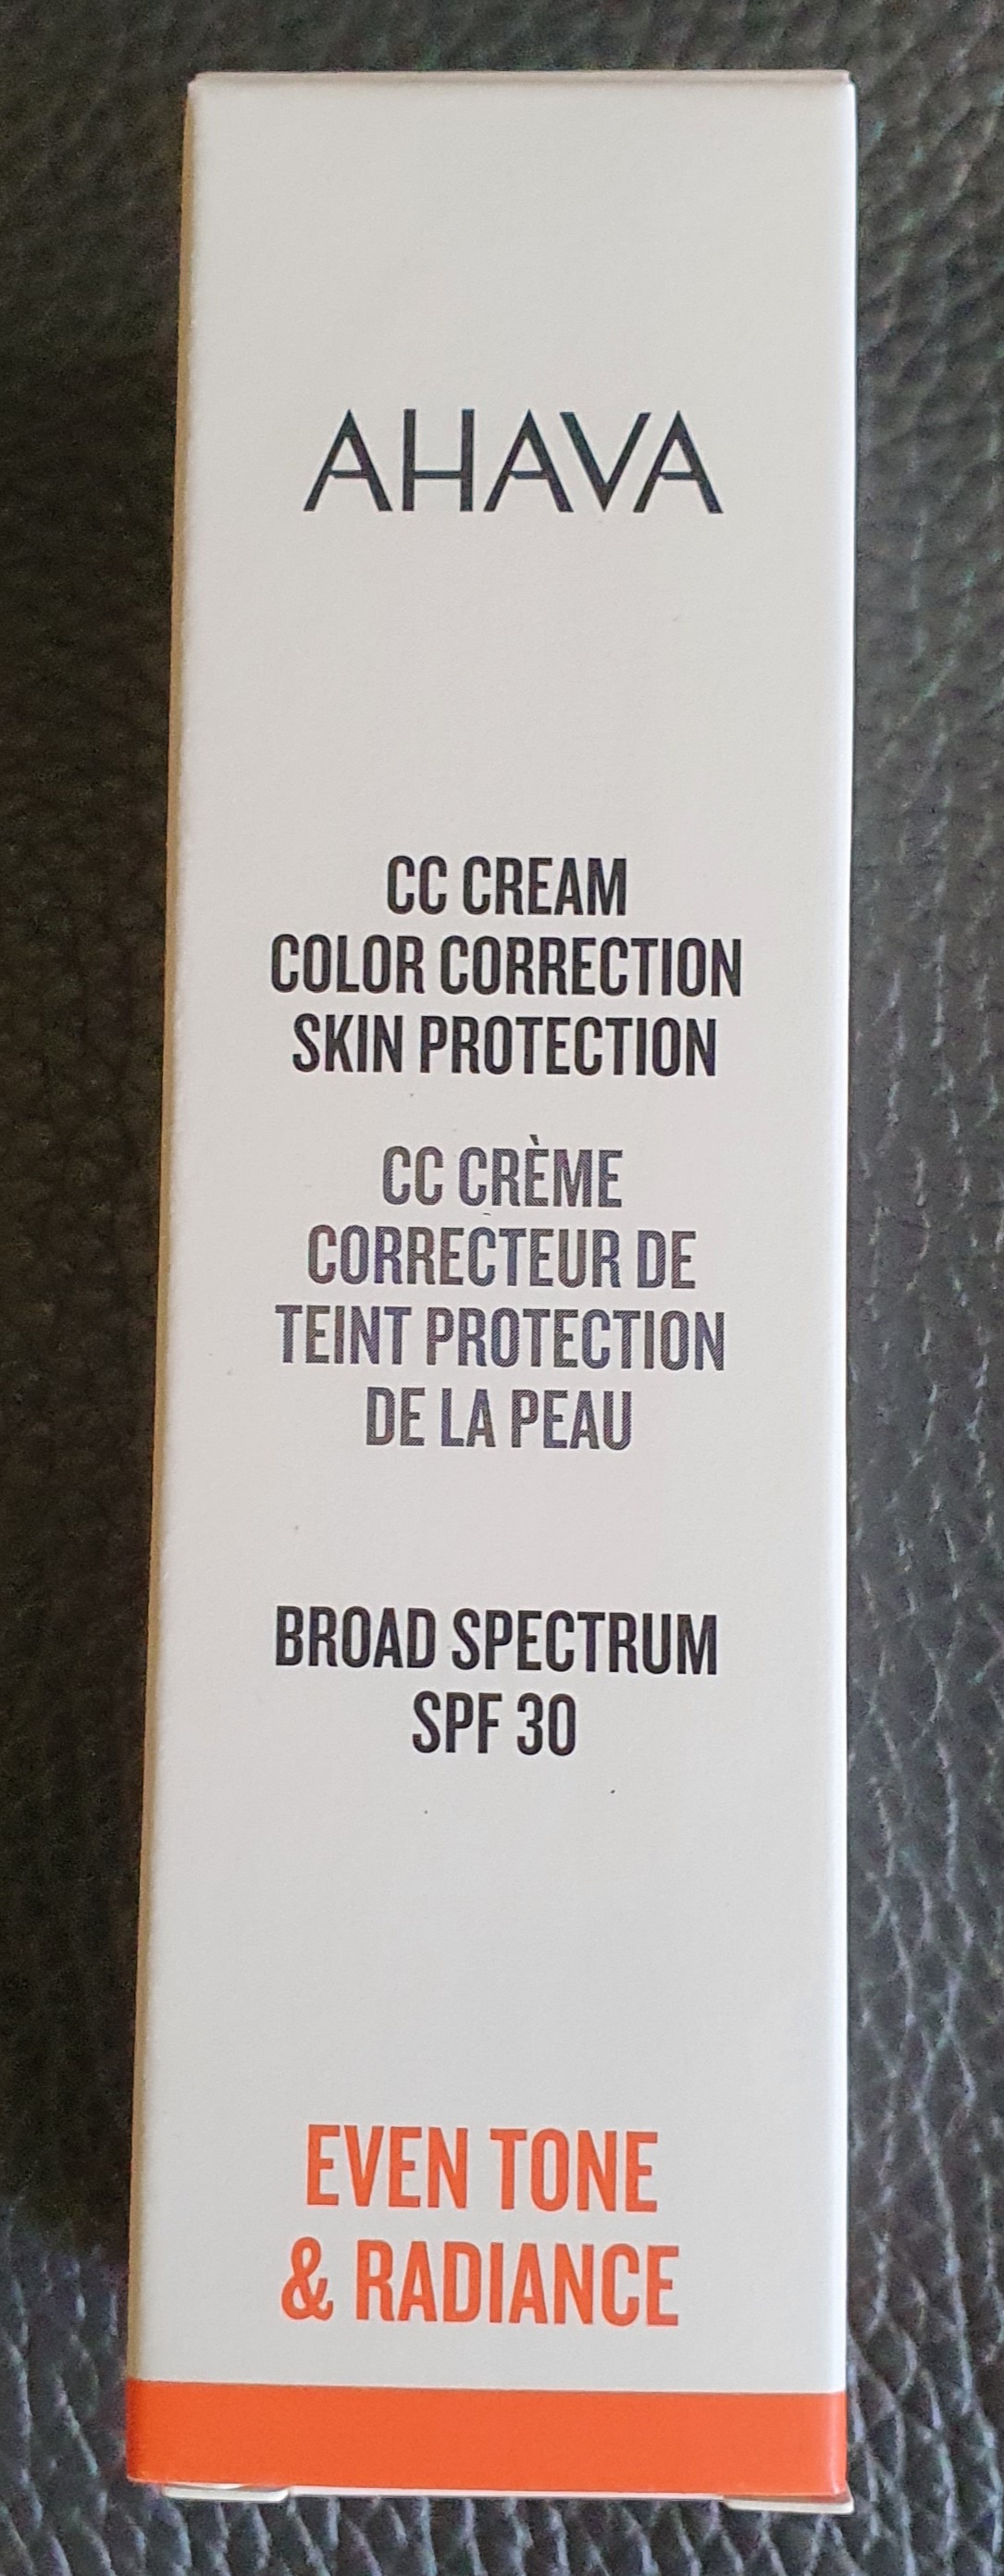 AHAVA
CC CREAM
COLOR CORRECTION
SKIN PROTECTION
CC CRÈME
CORRECTEUR DE
TEINT PROTECTION
DE LA PEAU
BROAD SPECTRUM
SPF 30
EVEN TONE
& RADIANCE